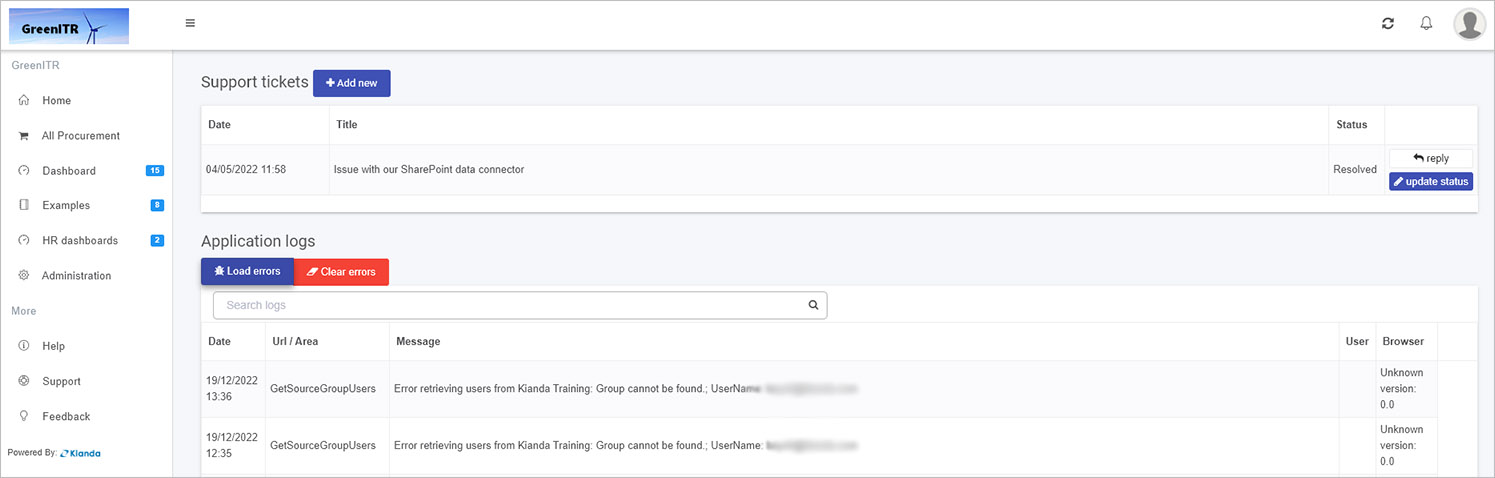 GreenITR
GreenITR
Home
All Procurement
Dashboard 15
Examples 8
HR dashboards 2
Administration
More
Help
Support
Feedback
Powered By: Kianda
Support tickets Add new
Date Title Status
04/05/2022 11:58 Issue with our SharePoint data connector Resolved
reply
update status
Application logs
Load errors Clear errors
Search logs
Date Url / Area Message User Browser
19/12/2022
13:36
GetSourceGroupUsers
Error retrieving users from Kianda Training: Group cannot be found.; UserName:
Unknown
version:
0.0
19/12/2022
12:35
GetSourceGroupUsers
Error retrieving users from Kianda Training: Group cannot be found.; UserName:
Unknown
version:
0.0